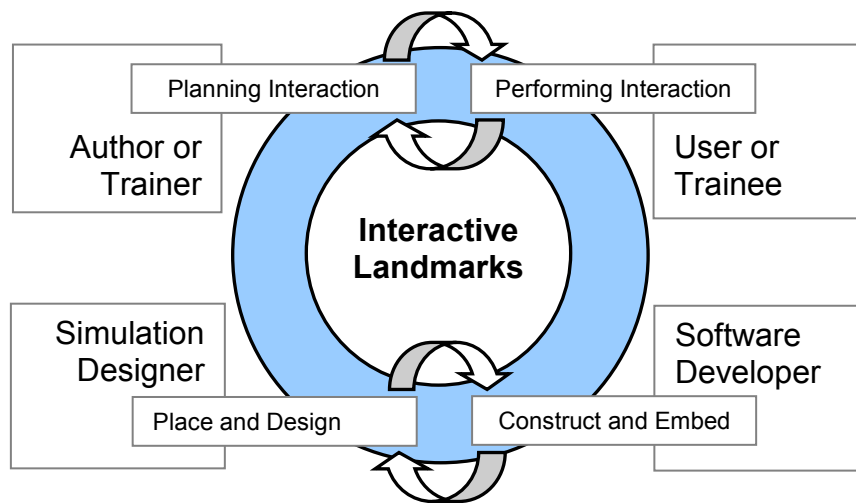 Planning Interaction
Performing Interaction
Author or
Trainer
User or
Trainee
Interactive
Landmarks
Simulation
Designer
Software
Developer
Place and Design
Construct and Embed